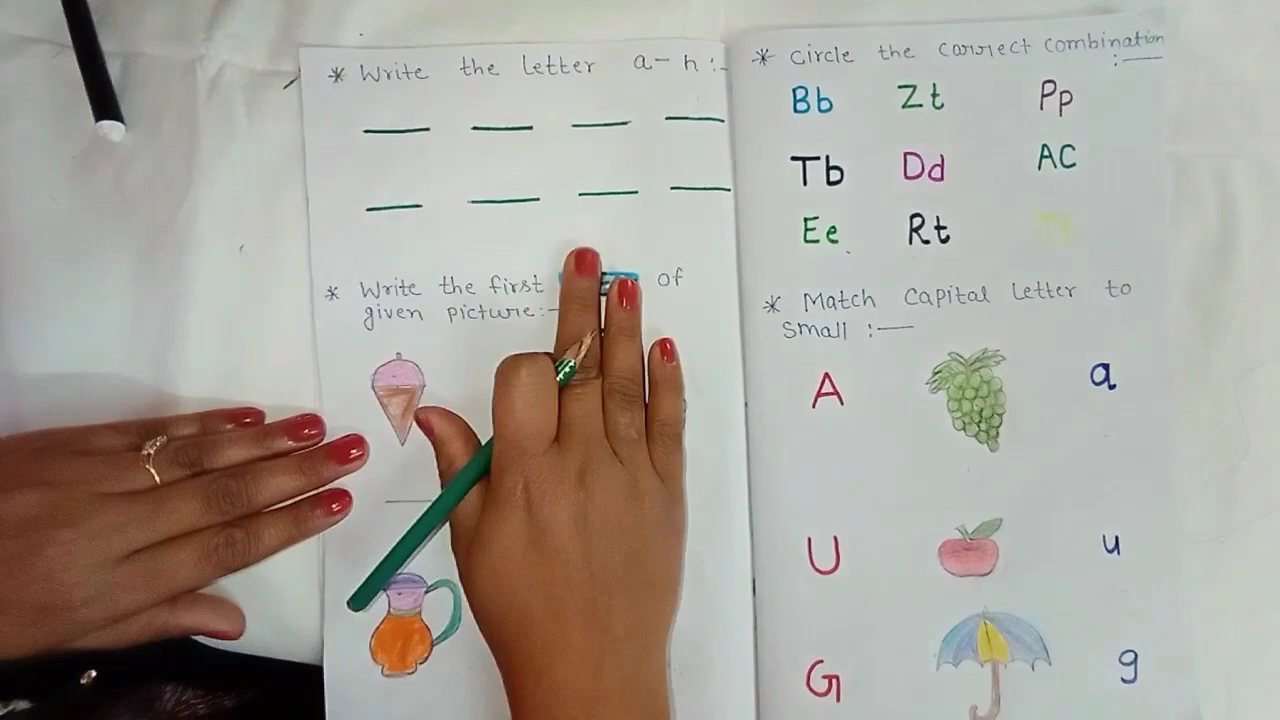 * Write the letter a-h:-
* Write the first of
given picture:-
* Circle the correct combination
:-
Bb Zt Pp
Tb Dd AC
Ee Rt
* Match Capital letter to
small :-
A a
U u
G g